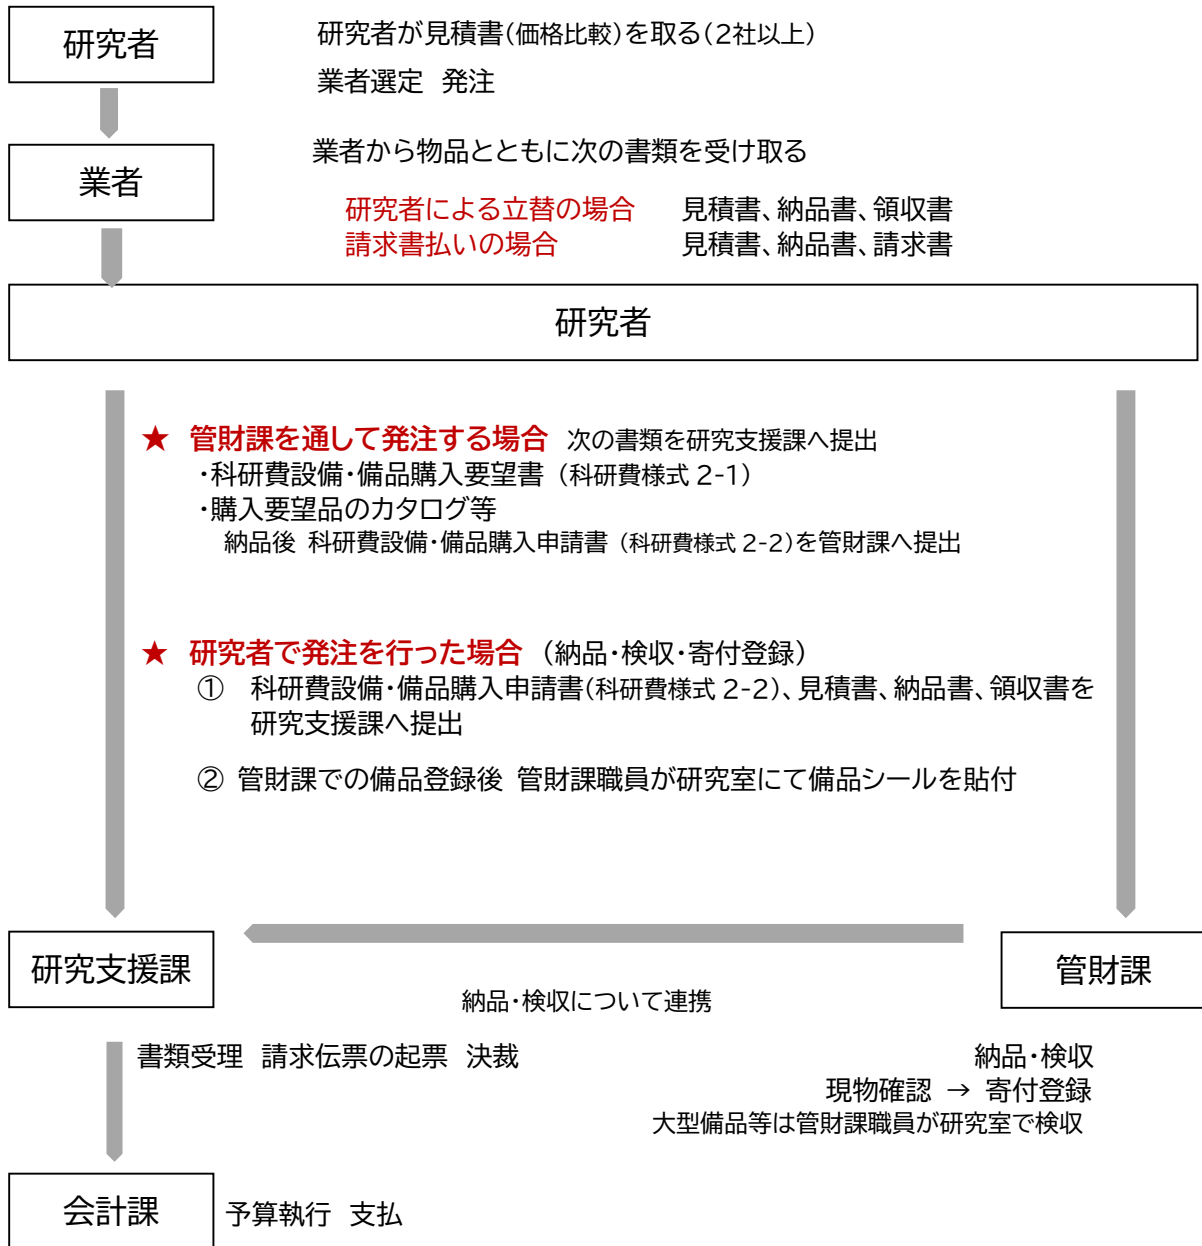 研究者
研究者が見積書(価格比較)を取る(2社以上)
業者選定 発注
業者
業者から物品とともに次の書類を受け取る
研究者による立替の場合 見積書、納品書、領収書
請求書払いの場合 見積書、納品書、請求書
研究者
★ 管財課を通して発注する場合 次の書類を研究支援課へ提出
・科研費設備・備品購入要望書 (科研費様式 2-1)
・購入要望品のカタログ等
納品後 科研費設備・備品購入申請書 (科研費様式 2-2)を管財課へ提出
★ 研究者で発注を行った場合 (納品・検収・寄付登録)
① 科研費設備・備品購入申請書(科研費様式 2-2)、見積書、納品書、領収書を
研究支援課へ提出
② 管財課での備品登録後 管財課職員が研究室にて備品シールを貼付
研究支援課
管財課
納品・検収について連携
書類受理 請求伝票の起票 決裁
納品・検収
現物確認 → 寄付登録
大型備品等は管財課職員が研究室で検収
会計課
予算執行 支払